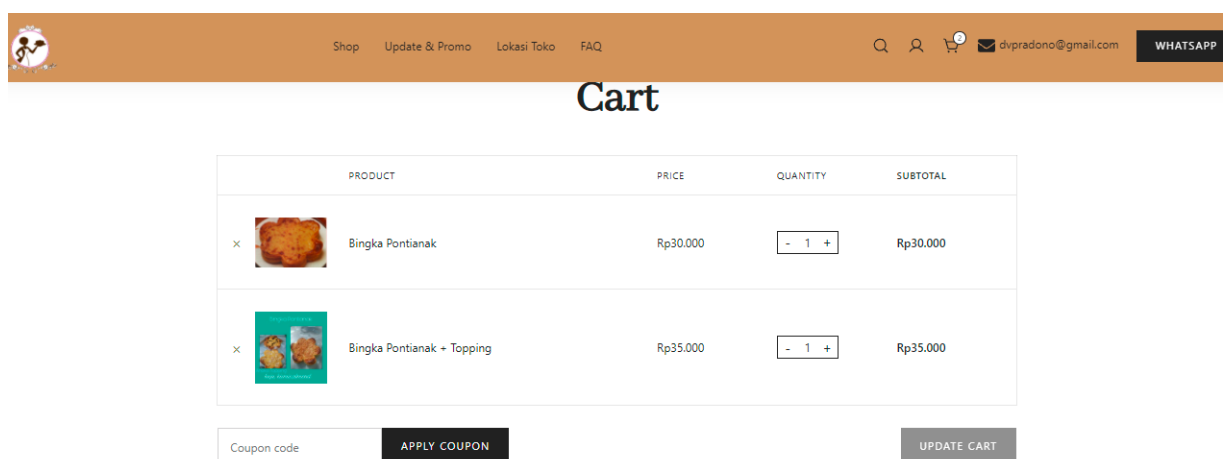 Shop Update & Promo Lokasi Toko FAQ 2 dvpradono@gmail.com WHATSAPP
Cart
PRODUCT PRICE QUANTITY SUBTOTAL
× Bingka Pontianak Rp30.000 - 1 + Rp30.000
× Bingka Pontianak + Topping Rp35.000 - 1 + Rp35.000
Coupon code APPLY COUPON UPDATE CART